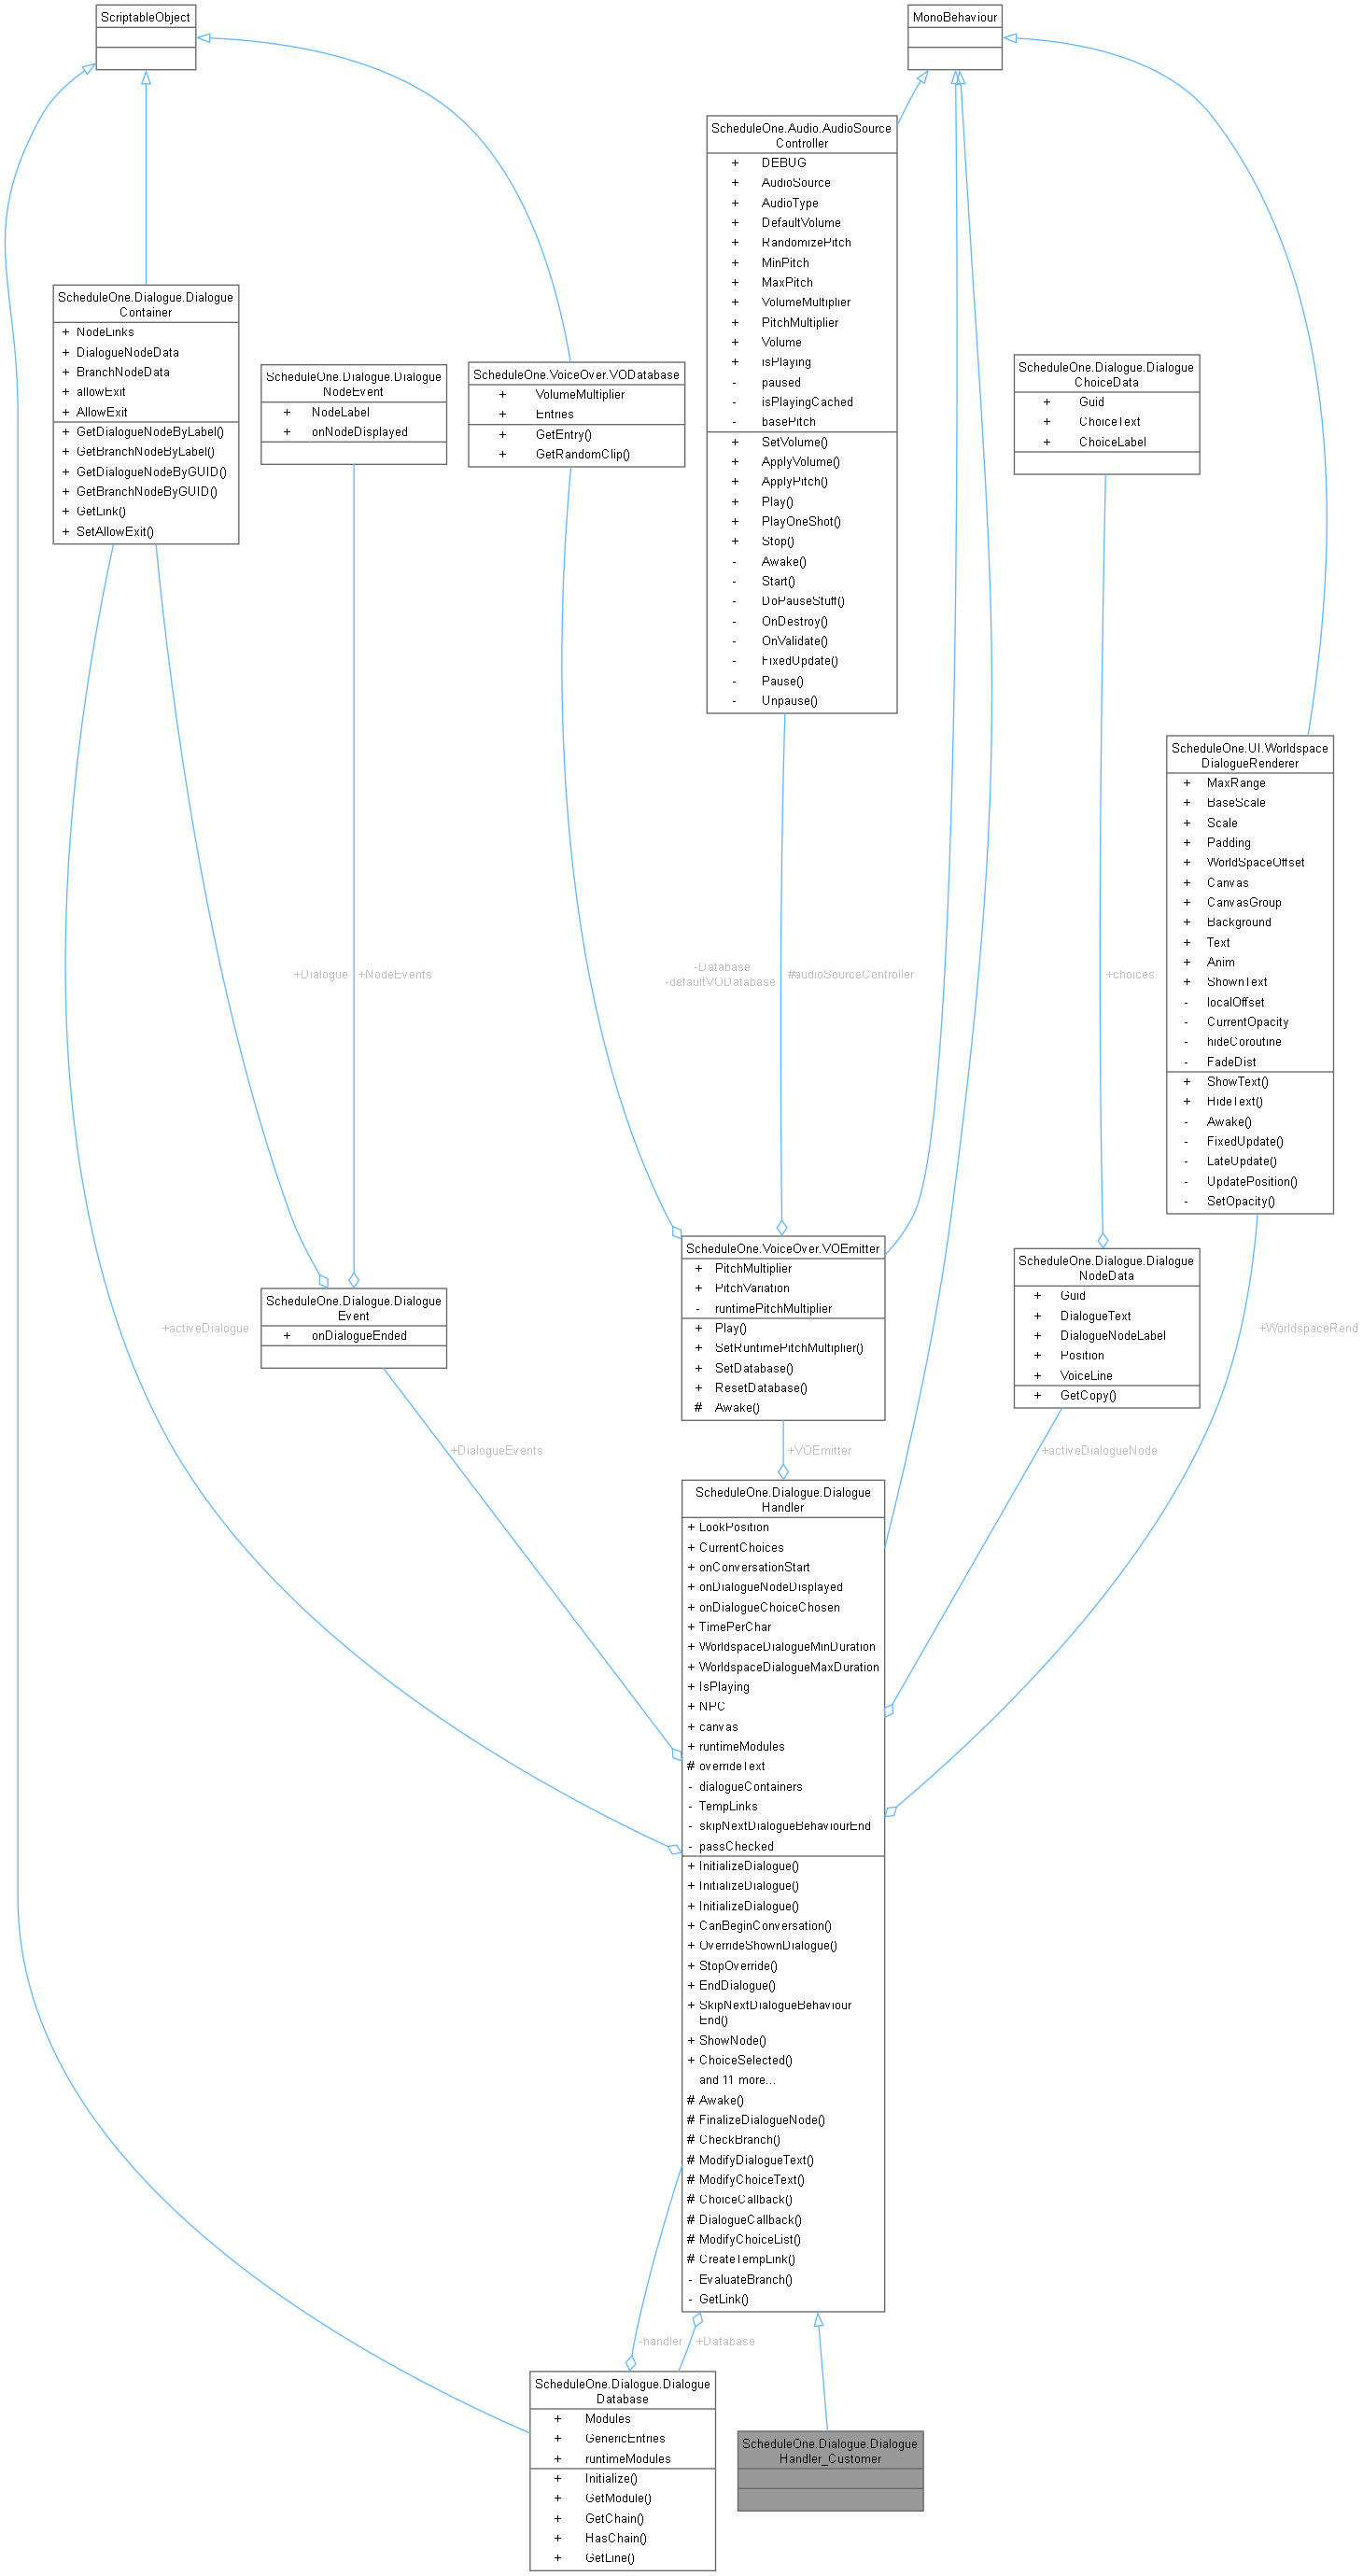 ScriptableObject
MonoBehaviour
ScheduleOne.Audio.AudioSource
Controller
+ DEBUG
+ AudioSource
+ AudioType
+ DefaultVolume
+ RandomizePitch
+ MinPitch
+ MaxPitch
+ VolumeMultiplier
+ PitchMultiplier
+ Volume
+ isPlaying
- paused
- isPlayingCached
- basePitch
+ SetVolume()
+ ApplyVolume()
+ ApplyPitch()
+ Play()
+ PlayOneShot()
+ Stop()
- Awake()
- Start()
- DoPauseStuff()
- OnDestroy()
- OnValidate()
- FixedUpdate()
- Pause()
- Unpause()
ScheduleOne.Dialogue.Dialogue
Container
+ NodeLinks
+ DialogueNodeData
+ BranchNodeData
+ allowExit
+ AllowExit
+ GetDialogueNodeByLabel()
+ GetBranchNodeByLabel()
+ GetDialogueNodeByGUID()
+ GetBranchNodeByGUID()
+ GetLink()
+ SetAllowExit()
ScheduleOne.Dialogue.Dialogue
NodeEvent
+ NodeLabel
+ onNodeDisplayed
ScheduleOne.VoiceOver.VODatabase
+ VolumeMultiplier
+ Entries
+ GetEntry()
+ GetRandomClip()
ScheduleOne.Dialogue.Dialogue
ChoiceData
+ Guid
+ ChoiceText
+ ChoiceLabel
ScheduleOne.UI.Worldspace
DialogueRenderer
+ MaxRange
+ BaseScale
+ Scale
+ Padding
+ WorldSpaceOffset
+ Canvas
+ CanvasGroup
+ Background
+ Text
+ Anim
+ ShownText
- localOffset
- CurrentOpacity
- hideCoroutine
- FadeDist
+ ShowText()
+ HideText()
- Awake()
- FixedUpdate()
- LateUpdate()
- UpdatePosition()
- SetOpacity()
+Dialogue
+NodeEvents
-Database
-defaultVODatabase
#audioSourceController
+choices
ScheduleOne.VoiceOver.VOEmitter
+ PitchMultiplier
+ PitchVariation
- runtimePitchMultiplier
+ Play()
+ SetRuntimePitchMultiplier()
+ SetDatabase()
+ ResetDatabase()
# Awake()
ScheduleOne.Dialogue.Dialogue
NodeData
+ Guid
+ DialogueText
+ DialogueNodeLabel
+ Position
+ VoiceLine
+ GetCopy()
ScheduleOne.Dialogue.Dialogue
Event
+ onDialogueEnded
+activeDialogue
+WorldspaceRend
+DialogueEvents
+VOEmitter
+activeDialogueNode
ScheduleOne.Dialogue.Dialogue
Handler
+ LookPosition
+ CurrentChoices
+ onConversationStart
+ onDialogueNodeDisplayed
+ onDialogueChoiceChosen
+ TimePerChar
+ WorldspaceDialogueMinDuration
+ WorldspaceDialogueMaxDuration
+ IsPlaying
+ NPC
+ canvas
+ runtimeModules
# overrideText
- dialogueContainers
- TempLinks
- skipNextDialogueBehaviourEnd
- passChecked
+ InitializeDialogue()
+ InitializeDialogue()
+ InitializeDialogue()
+ CanBeginConversation()
+ OverrideShownDialogue()
+ StopOverride()
+ EndDialogue()
+ SkipNextDialogueBehaviour
End()
+ ShowNode()
+ ChoiceSelected()
and 11 more...
# Awake()
# FinalizeDialogueNode()
# CheckBranch()
# ModifyDialogueText()
# ModifyChoiceText()
# ChoiceCallback()
# DialogueCallback()
# ModifyChoiceList()
# CreateTempLink()
- EvaluateBranch()
- GetLink()
-handler
+Database
ScheduleOne.Dialogue.Dialogue
Database
+ Modules
+ GenericEntries
+ runtimeModules
+ Initialize()
+ GetModule()
+ GetChain()
+ HasChain()
+ GetLine()
ScheduleOne.Dialogue.Dialogue
Handler_Customer